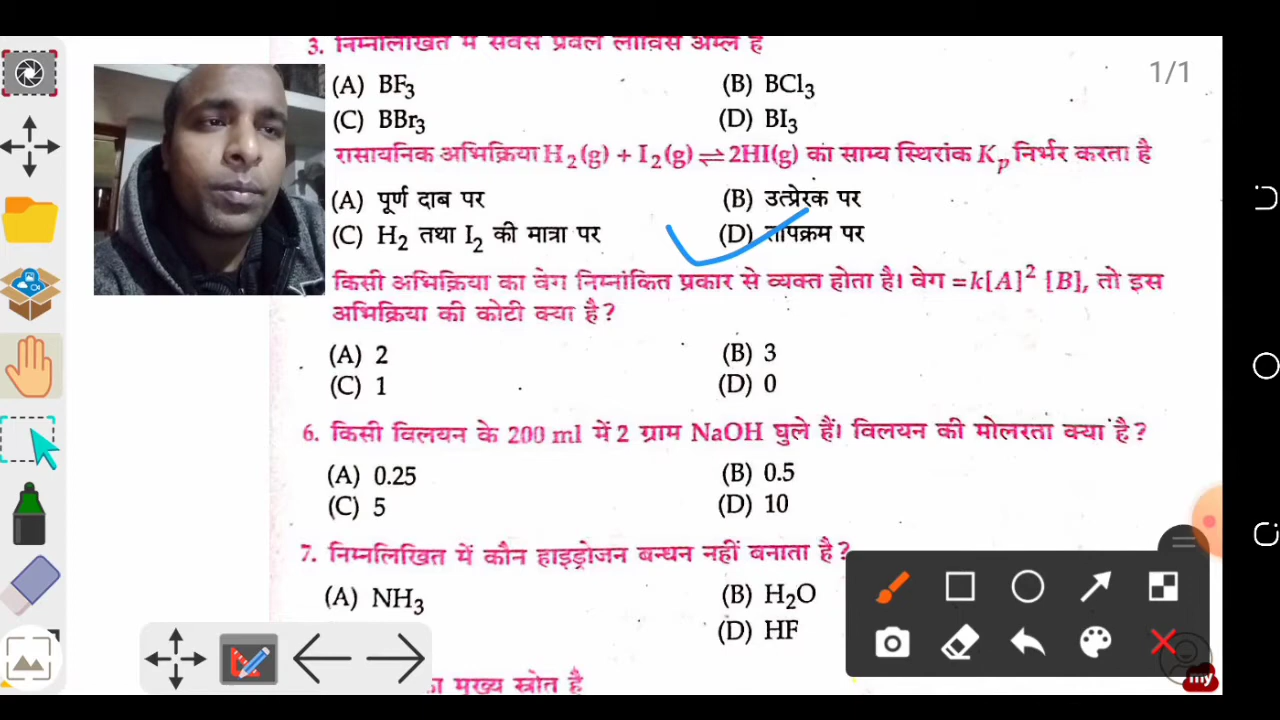 3. निम्नलिखित में सबसे प्रबल लीविस अम्ल है
1/1
(A) BF₃ (B) BCl₃
(C) BBr₃ (D) BI₃
रासायनिक अभिक्रिया H₂(g) + I₂(g) ⇌ 2HI(g) का साम्य स्थिरांक Kₚ निर्भर करता है
(A) पूर्ण दाब पर (B) उत्प्रेरक पर
(C) H₂ तथा I₂ की मात्रा पर (D) तापक्रम पर
किसी अभिक्रिया का वेग निम्नांकित प्रकार से व्यक्त होता है। वेग =k[A]² [B], तो इस
अभिक्रिया की कोटी क्या है?
(A) 2 (B) 3
(C) 1 (D) 0
6. किसी विलयन के 200 ml में 2 ग्राम NaOH घुले हैं। विलयन की मोलरता क्या है?
(A) 0.25 (B) 0.5
(C) 5 (D) 10
7. निम्नलिखित में कौन हाइड्रोजन बन्धन नहीं बनाता है?
(A) NH₃ (B) H₂O
(D) HF
मुख्य स्त्रोत है
my